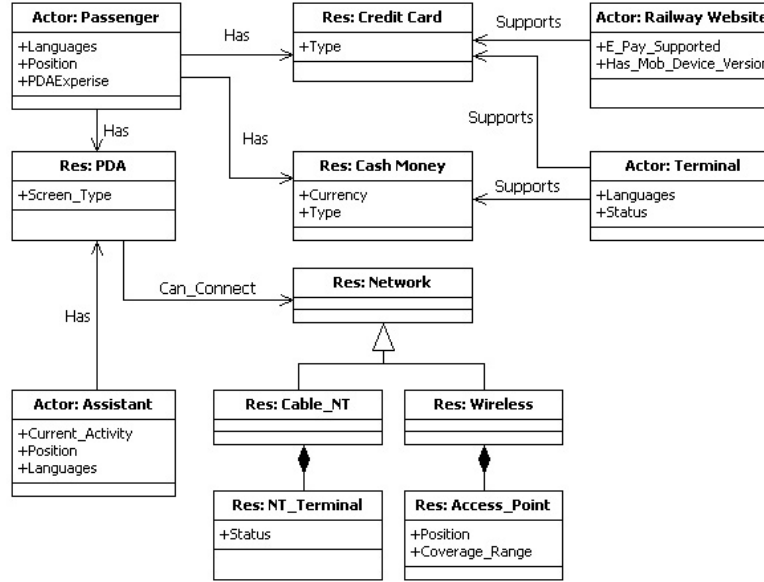 Actor: Passenger
+Languages
+Position
+PDAExperise
Has
Res: Credit Card
+Type
Supports
Actor: Railway Website
+E_Pay_Supported
+Has_Mob_Device_Version
Has
Has
Supports
Res: PDA
+Screen_Type
Res: Cash Money
+Currency
+Type
Supports
Actor: Terminal
+Languages
+Status
Can_Connect
Res: Network
Has
Actor: Assistant
+Current_Activity
+Position
+Languages
Res: Cable_NT
Res: Wireless
Res: NT_Terminal
+Status
Res: Access_Point
+Position
+Coverage_Range